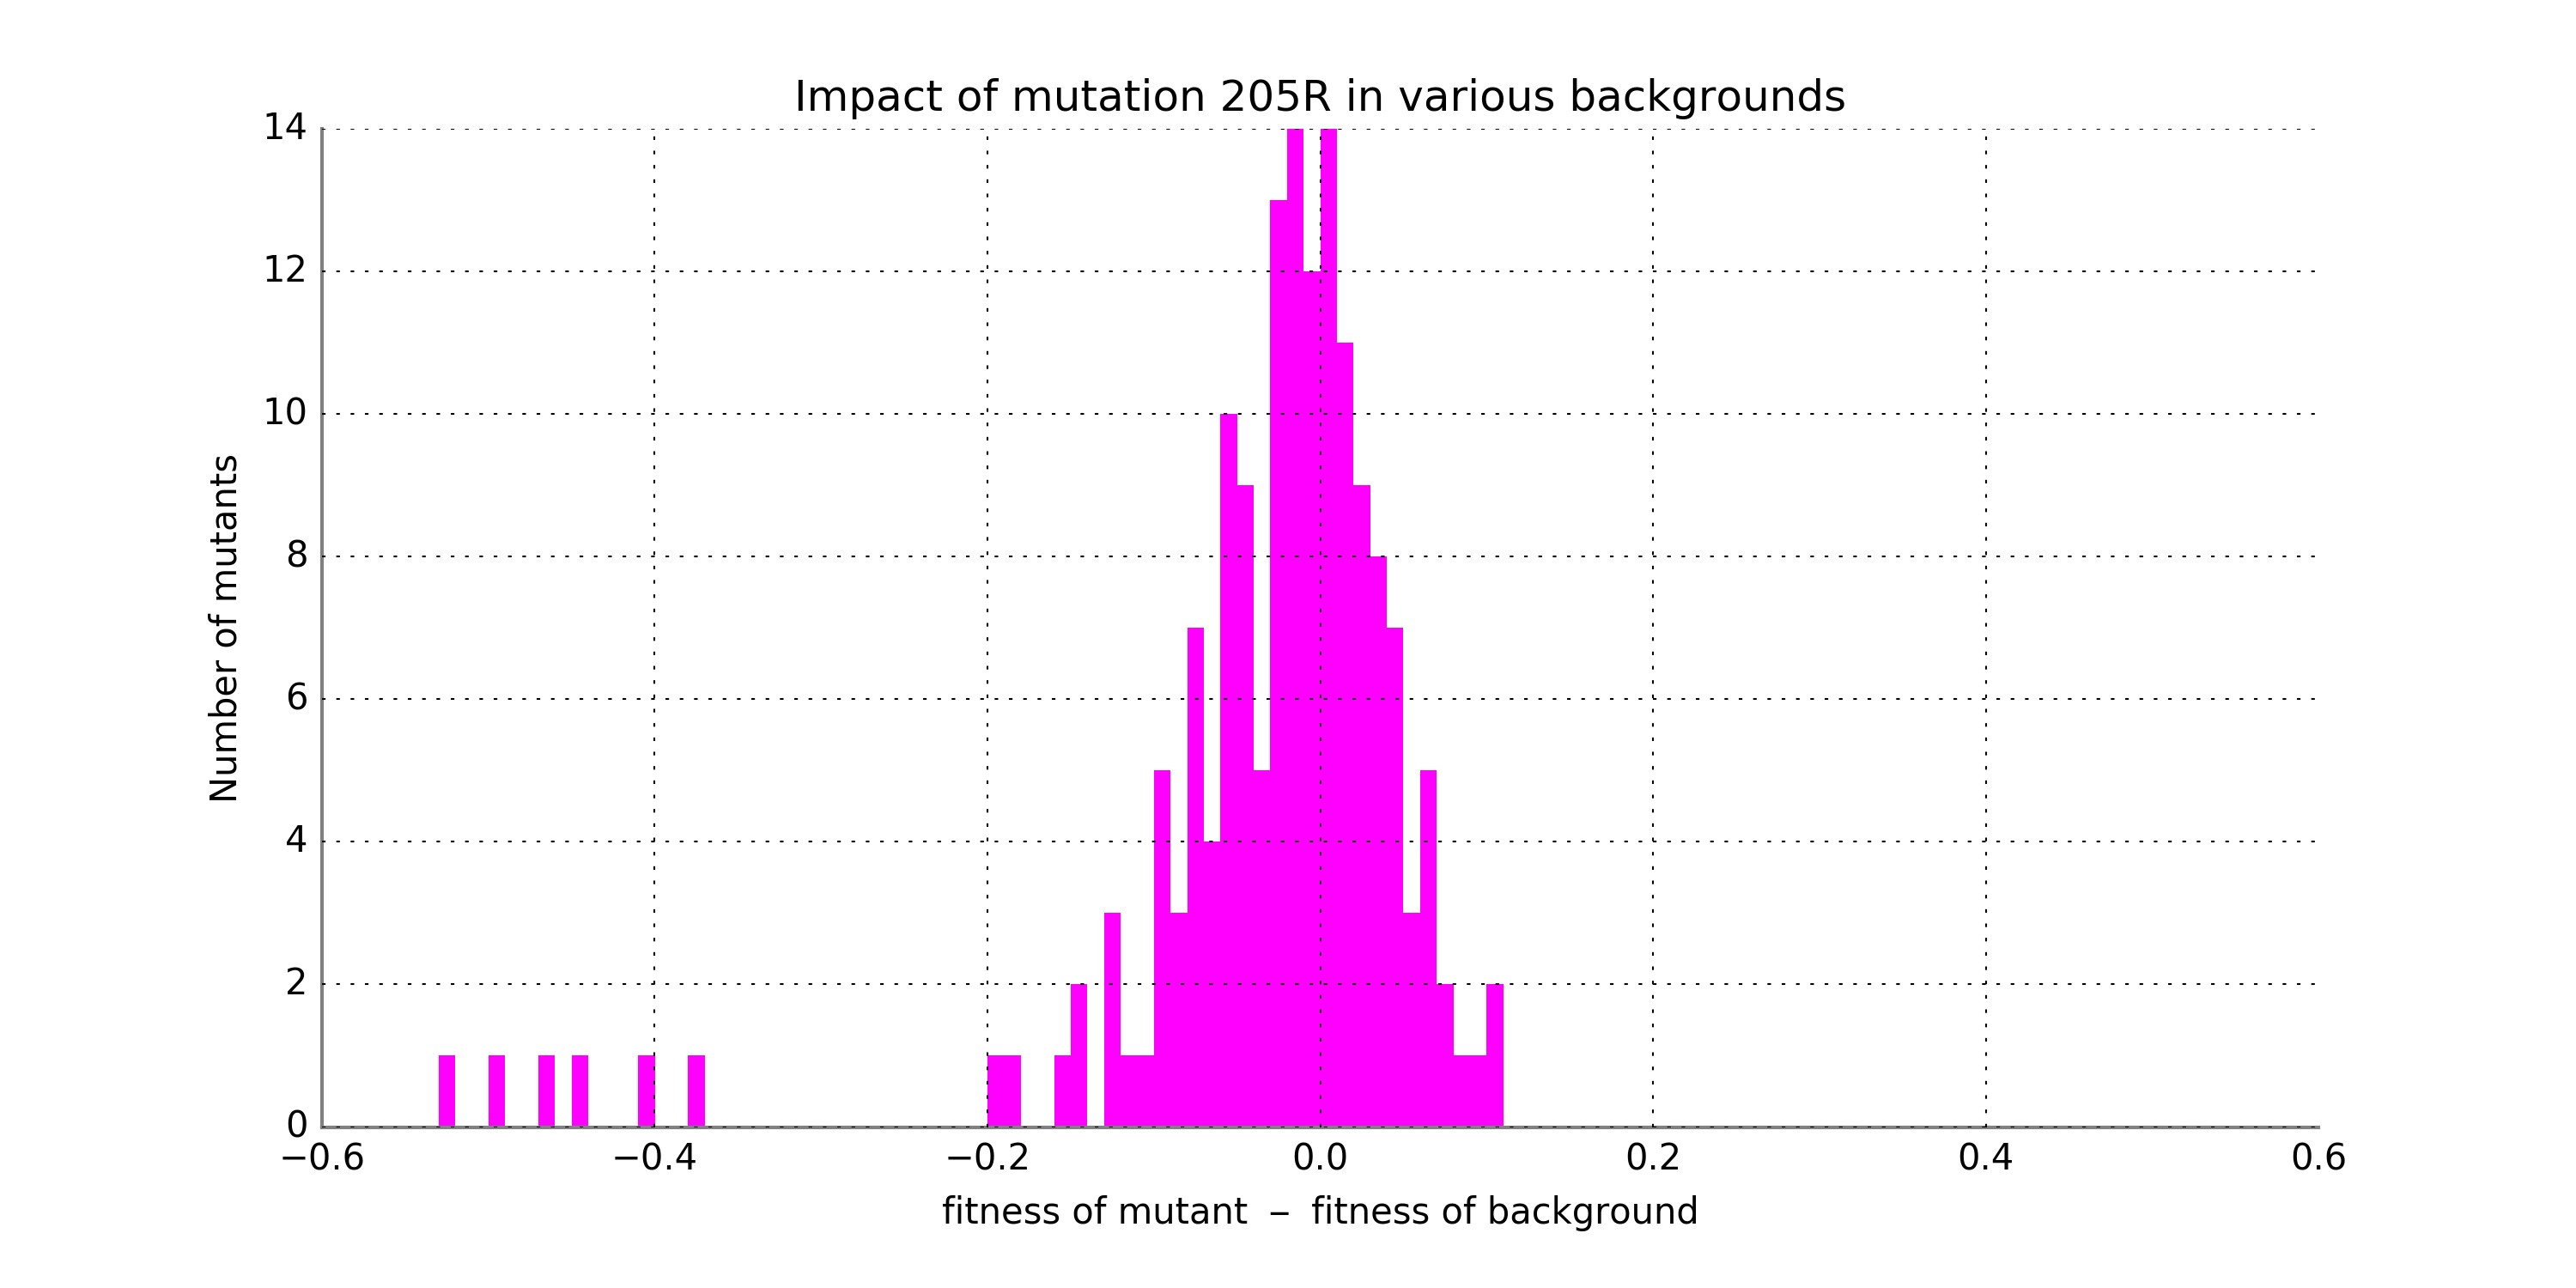 Impact of mutation 205R in various backgrounds
14
12
10
8
6
4
2
0
Number of mutants
−0.6 −0.4 −0.2 0.0 0.2 0.4 0.6
fitness of mutant − fitness of background